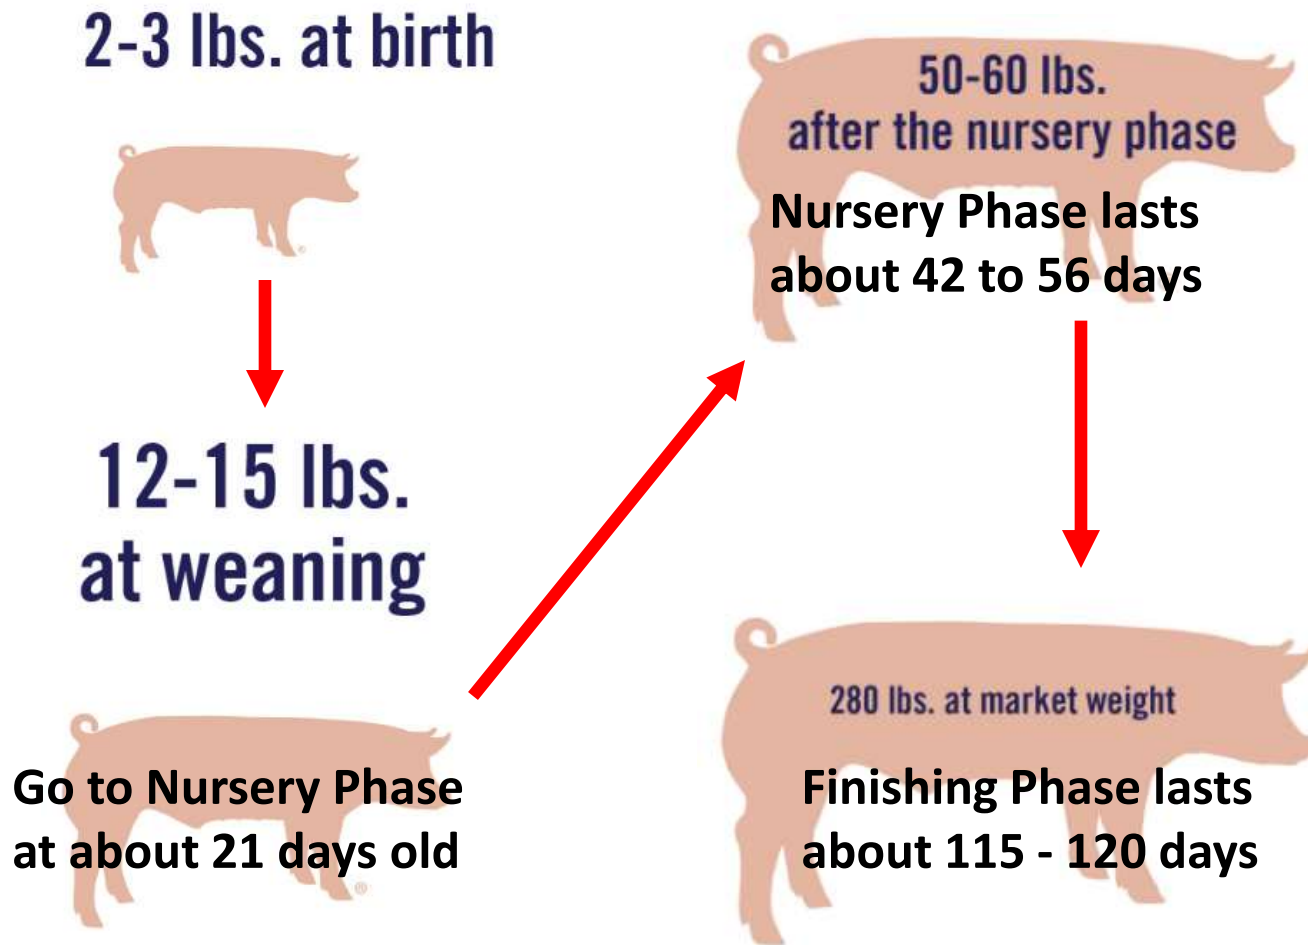 2-3 lbs. at birth
12-15 lbs.
at weaning
Go to Nursery Phase
at about 21 days old
®
50-60 lbs.
after the nursery phase
Nursery Phase lasts
about 42 to 56 days
280 lbs. at market weight
Finishing Phase lasts
about 115 - 120 days